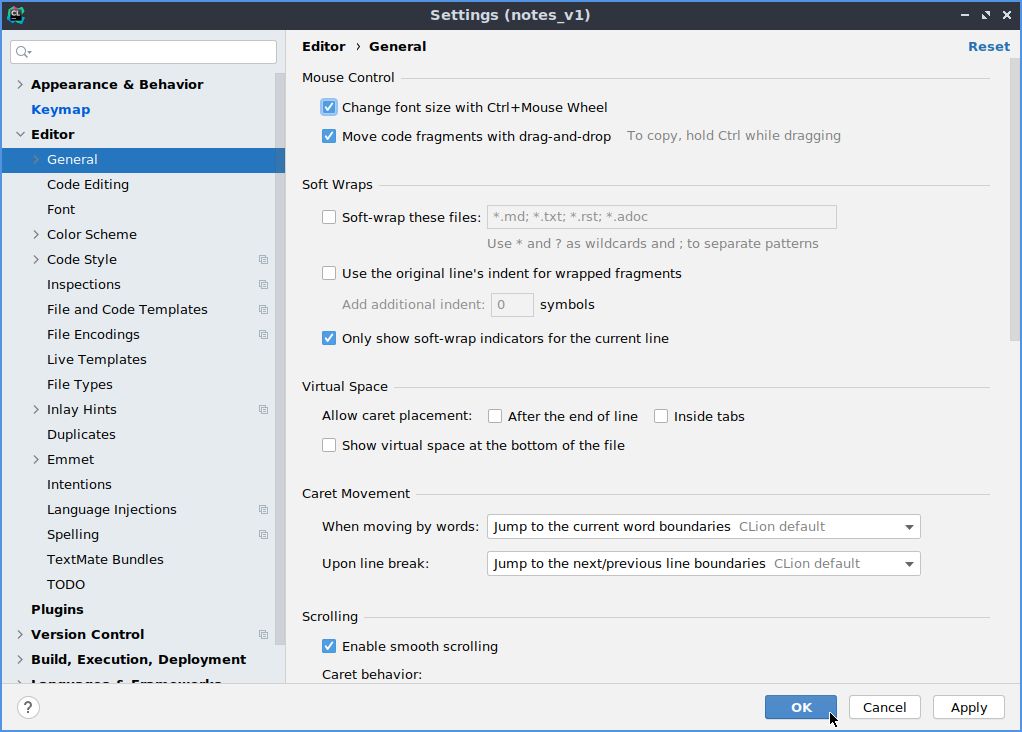 Settings (notes_v1)
Editor › General
Reset
Appearance & Behavior
Keymap
Editor
General
Code Editing
Font
Color Scheme
Code Style
Inspections
File and Code Templates
File Encodings
Live Templates
File Types
Inlay Hints
Duplicates
Emmet
Intentions
Language Injections
Spelling
TextMate Bundles
TODO
Plugins
Version Control
Build, Execution, Deployment
Languages & Frameworks
Mouse Control
Change font size with Ctrl+Mouse Wheel
Move code fragments with drag-and-drop To copy, hold Ctrl while dragging
Soft Wraps
Soft-wrap these files: *.md; *.txt; *.rst; *.adoc
Use * and ? as wildcards and ; to separate patterns
Use the original line's indent for wrapped fragments
Add additional indent: 0 symbols
Only show soft-wrap indicators for the current line
Virtual Space
Allow caret placement: After the end of line Inside tabs
Show virtual space at the bottom of the file
Caret Movement
When moving by words: Jump to the current word boundaries CLion default
Upon line break: Jump to the next/previous line boundaries CLion default
Scrolling
Enable smooth scrolling
Caret behavior:
? OK Cancel Apply